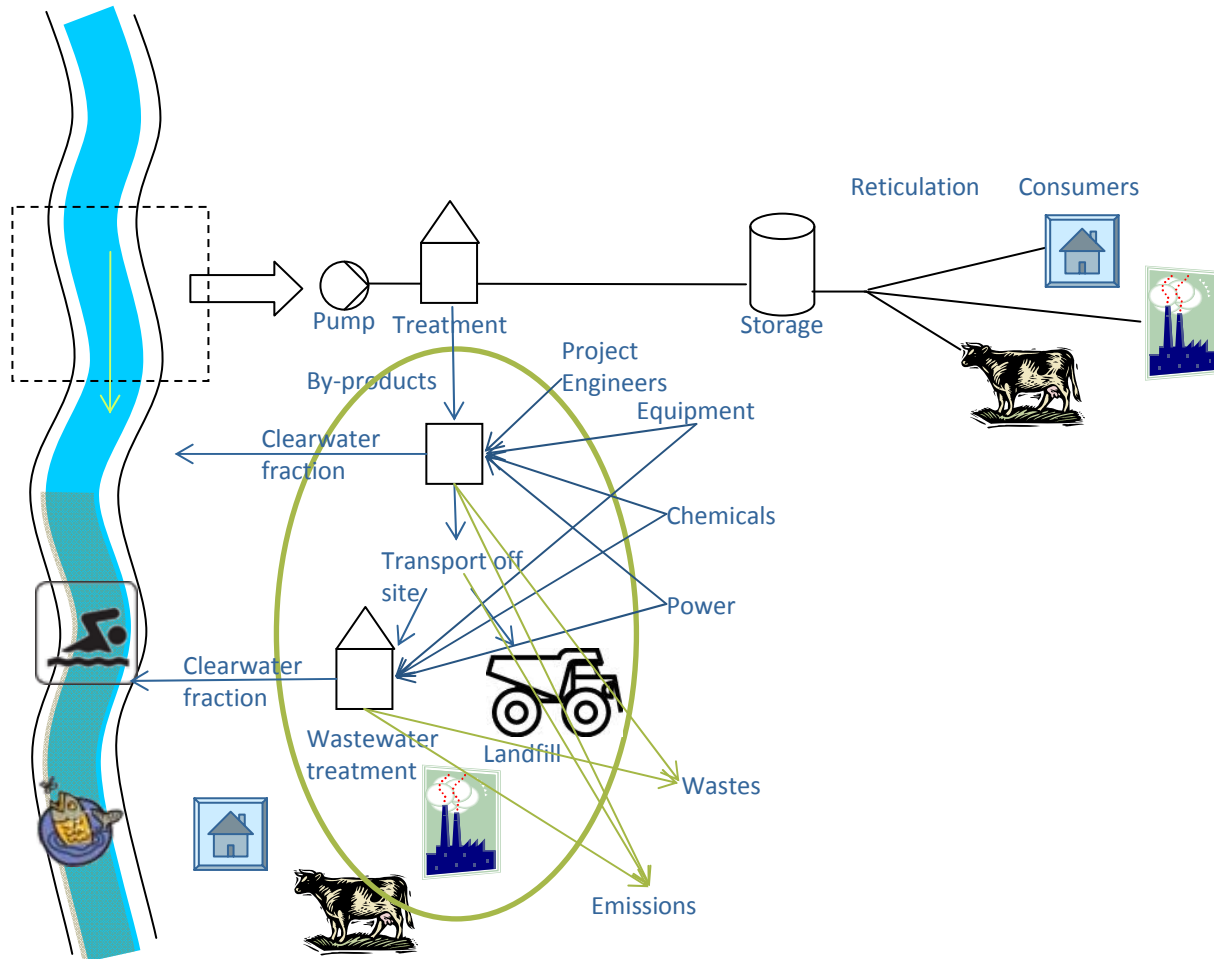 Reticulation
Consumers
Pump
Treatment
Storage
By-products
Project
Engineers
Equipment
Clearwater
fraction
Chemicals
Transport off
site
Power
Clearwater
fraction
Wastewater
treatment
Landfill
Wastes
Emissions